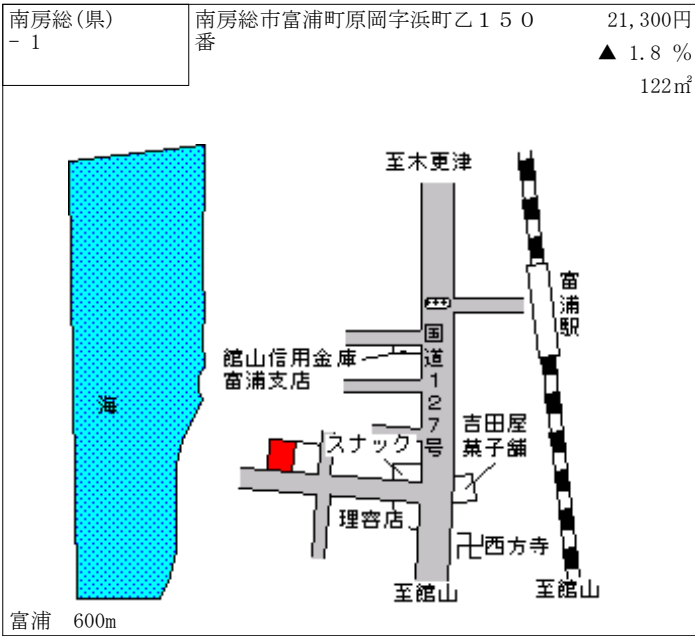 南房総(県)
- 1
南房総市富浦町原岡字浜町乙１５０
番
21,300円
▲ 1.8 %
122㎡
至木更津
富浦駅
国道127号
館山信用金庫
富浦支店
海
吉田屋
菓子舗
スナック
理容店
卍西方寺
至館山
至館山
富浦 600m